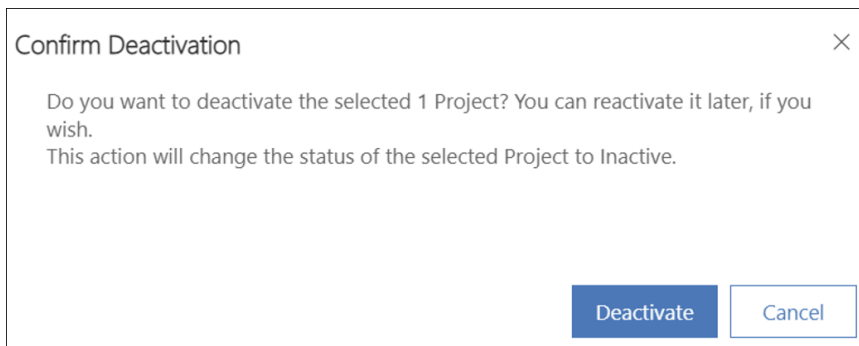 Confirm Deactivation
Do you want to deactivate the selected 1 Project? You can reactivate it later, if you
wish.
This action will change the status of the selected Project to Inactive.
Deactivate
Cancel